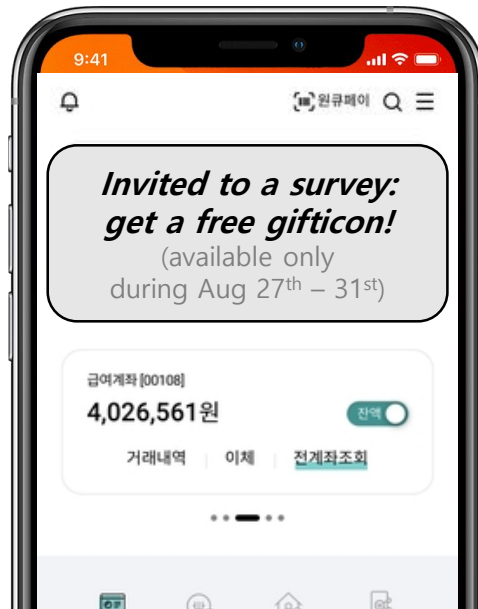 9:41
원큐페이
Invited to a survey:
get a free gifticon!
(available only
during Aug 27th – 31st)
급여계좌 [00108]
4,026,561원
잔액
거래내역 이체 전계좌조회